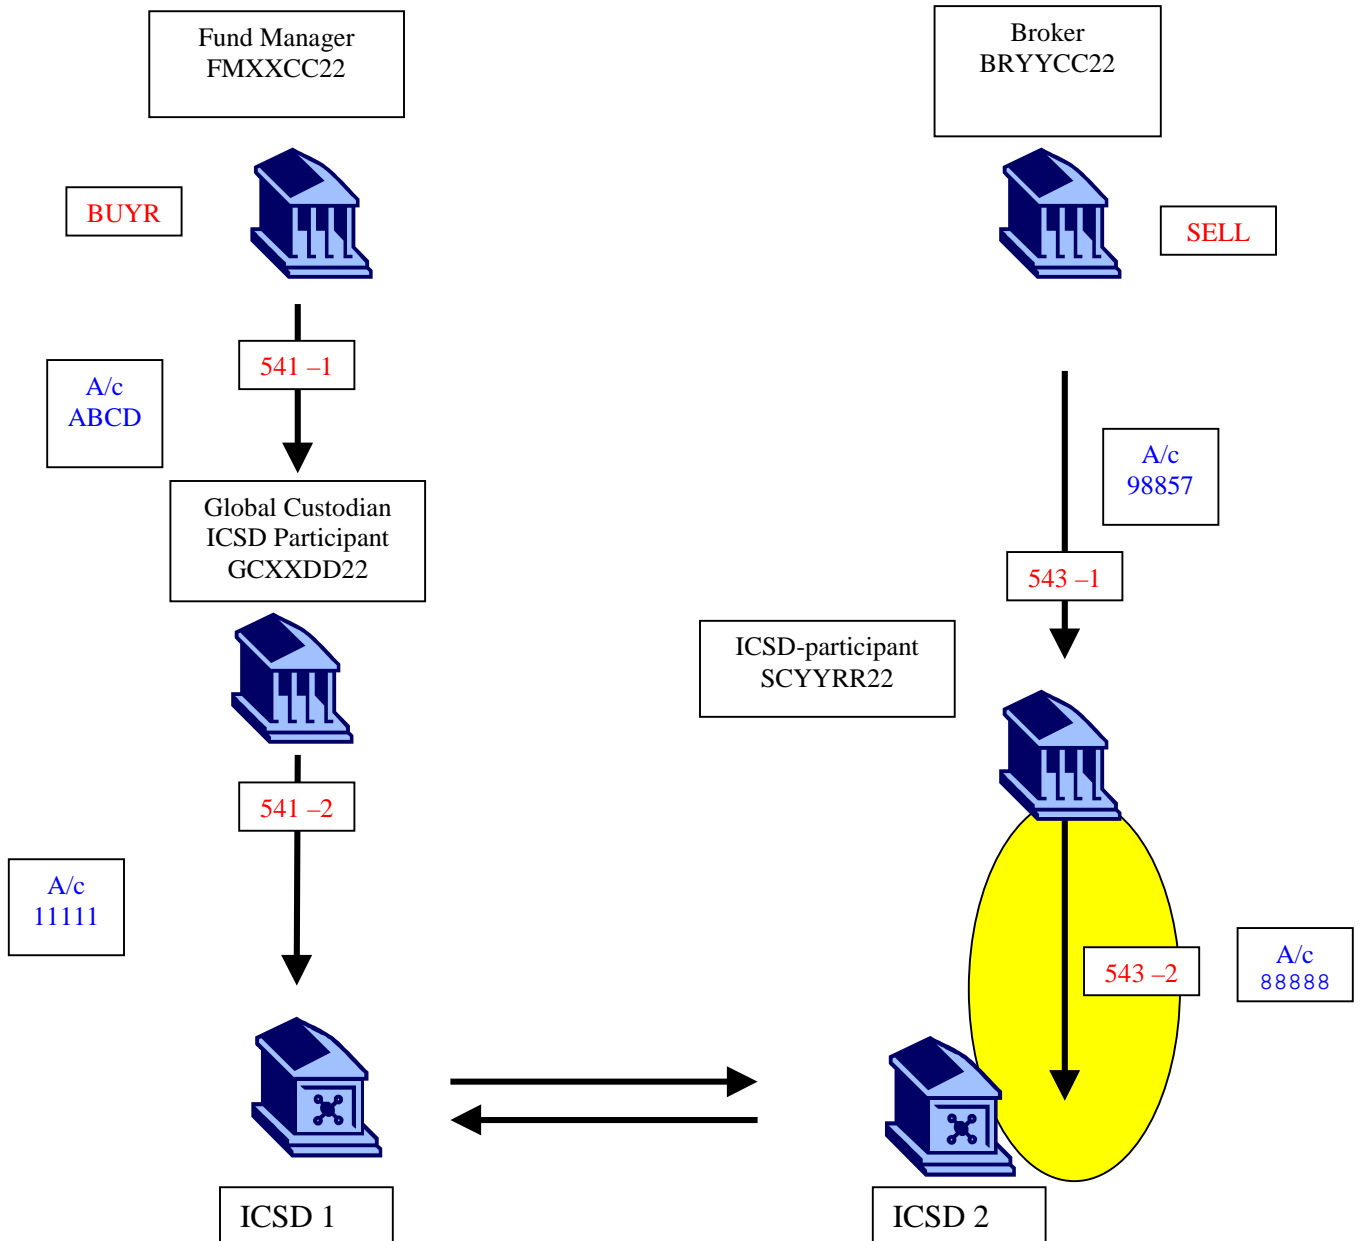 Fund Manager
FMXXCC22
Broker
BRYYCC22
BUYR
SELL
541 –1
A/c
ABCD
A/c
98857
Global Custodian
ICSD Participant
GCXXDD22
543 –1
ICSD-participant
SCYYRR22
541 –2
A/c
11111
543 –2
A/c
88888
ICSD 1
ICSD 2